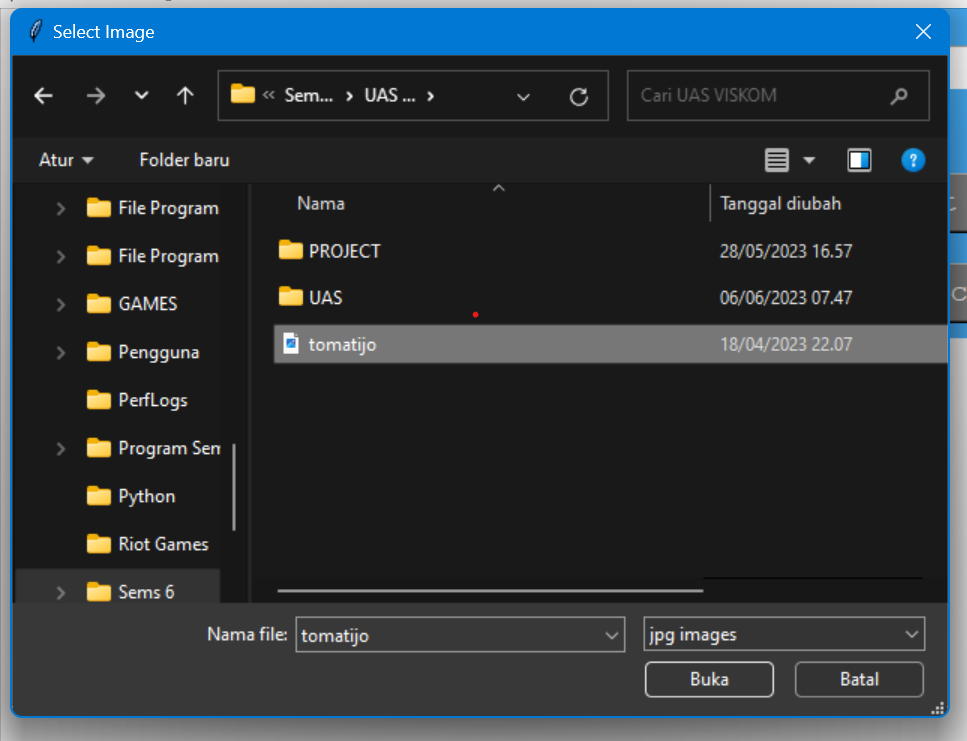 Select Image
« Sem... › UAS ... ›
Cari UAS VISKOM
Atur
Folder baru
?
Nama
Tanggal diubah
File Program
File Program
GAMES
Pengguna
PerfLogs
Program Sem
Python
Riot Games
Sems 6
PROJECT
28/05/2023 16.57
UAS
06/06/2023 07.47
tomatijo
18/04/2023 22.07
Nama file:
tomatijo
jpg images
Buka
Batal